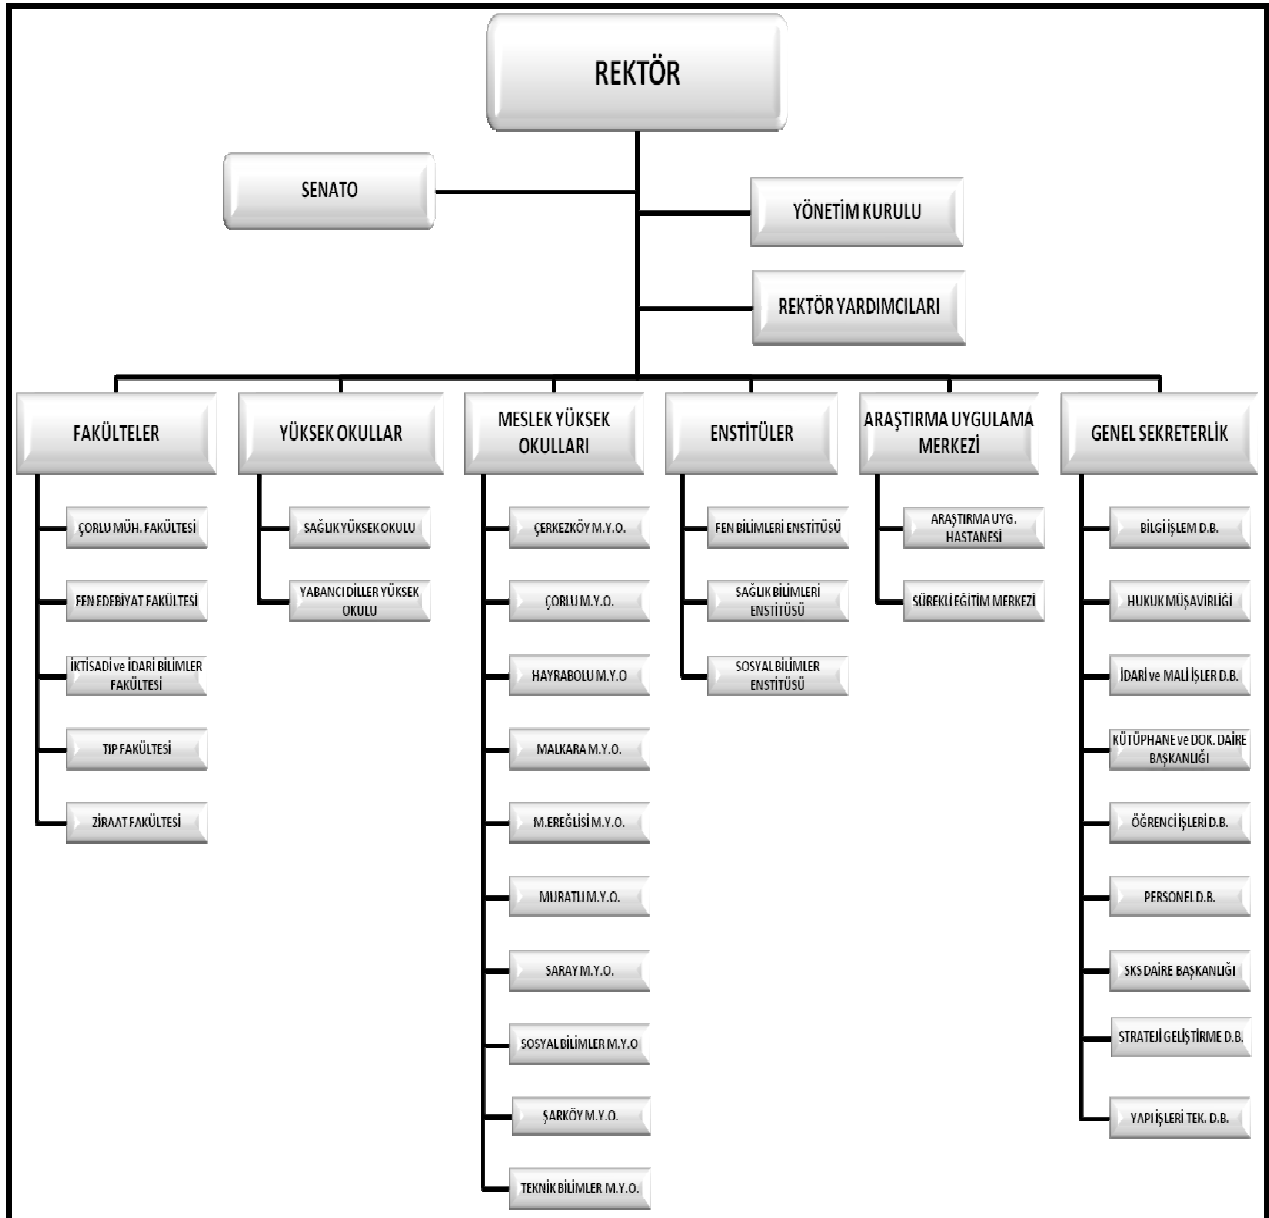 REKTÖR
SENATO
YÖNETİM KURULU
REKTÖR YARDIMCILARI
FAKÜLTELER
ÇORLU MÜH. FAKÜLTESİ
FEN EDEBİYAT FAKÜLTESİ
İKTİSADİ ve İDARİ BİLİMLER
FAKÜLTESİ
TIP FAKÜLTESİ
ZİRAAT FAKÜLTESİ
YÜKSEK OKULLAR
SAĞLIK YÜKSEK OKULU
YABANCI DİLLER YÜKSEK
OKULU
MESLEK YÜKSEK
OKULLARI
ÇERKEZKÖY M.Y.O.
ÇORLU M.Y.O.
HAYRABOLU M.Y.O
MALKARA M.Y.O.
M.EREĞLİSİ M.Y.O.
MURATLI M.Y.O.
SARAY M.Y.O.
SOSYAL BİLİMLER M.Y.O
ŞARKÖY M.Y.O.
TEKNİK BİLİMLER M.Y.O.
ENSTİTÜLER
FEN BİLİMLERİ ENSTİTÜSÜ
SAĞLIK BİLİMLERİ
ENSTİTÜSÜ
SOSYAL BİLİMLER
ENSTİTÜSÜ
ARAŞTIRMA UYGULAMA
MERKEZİ
ARAŞTIRMA UYG.
HASTANESİ
SÜREKLİ EĞİTİM MERKEZİ
GENEL SEKRETERLİK
BİLGİ İŞLEM D.B.
HUKUK MÜŞAVİRLİĞİ
İDARİ ve MALİ İŞLER D.B.
KÜTÜPHANE ve DOK. DAİRE
BAŞKANLIĞI
ÖĞRENCİ İŞLERİ D.B.
PERSONEL D.B.
SKS DAİRE BAŞKANLIĞI
STRATEJİ GELİŞTİRME D.B.
YAPI İŞLERİ TEK. D.B.